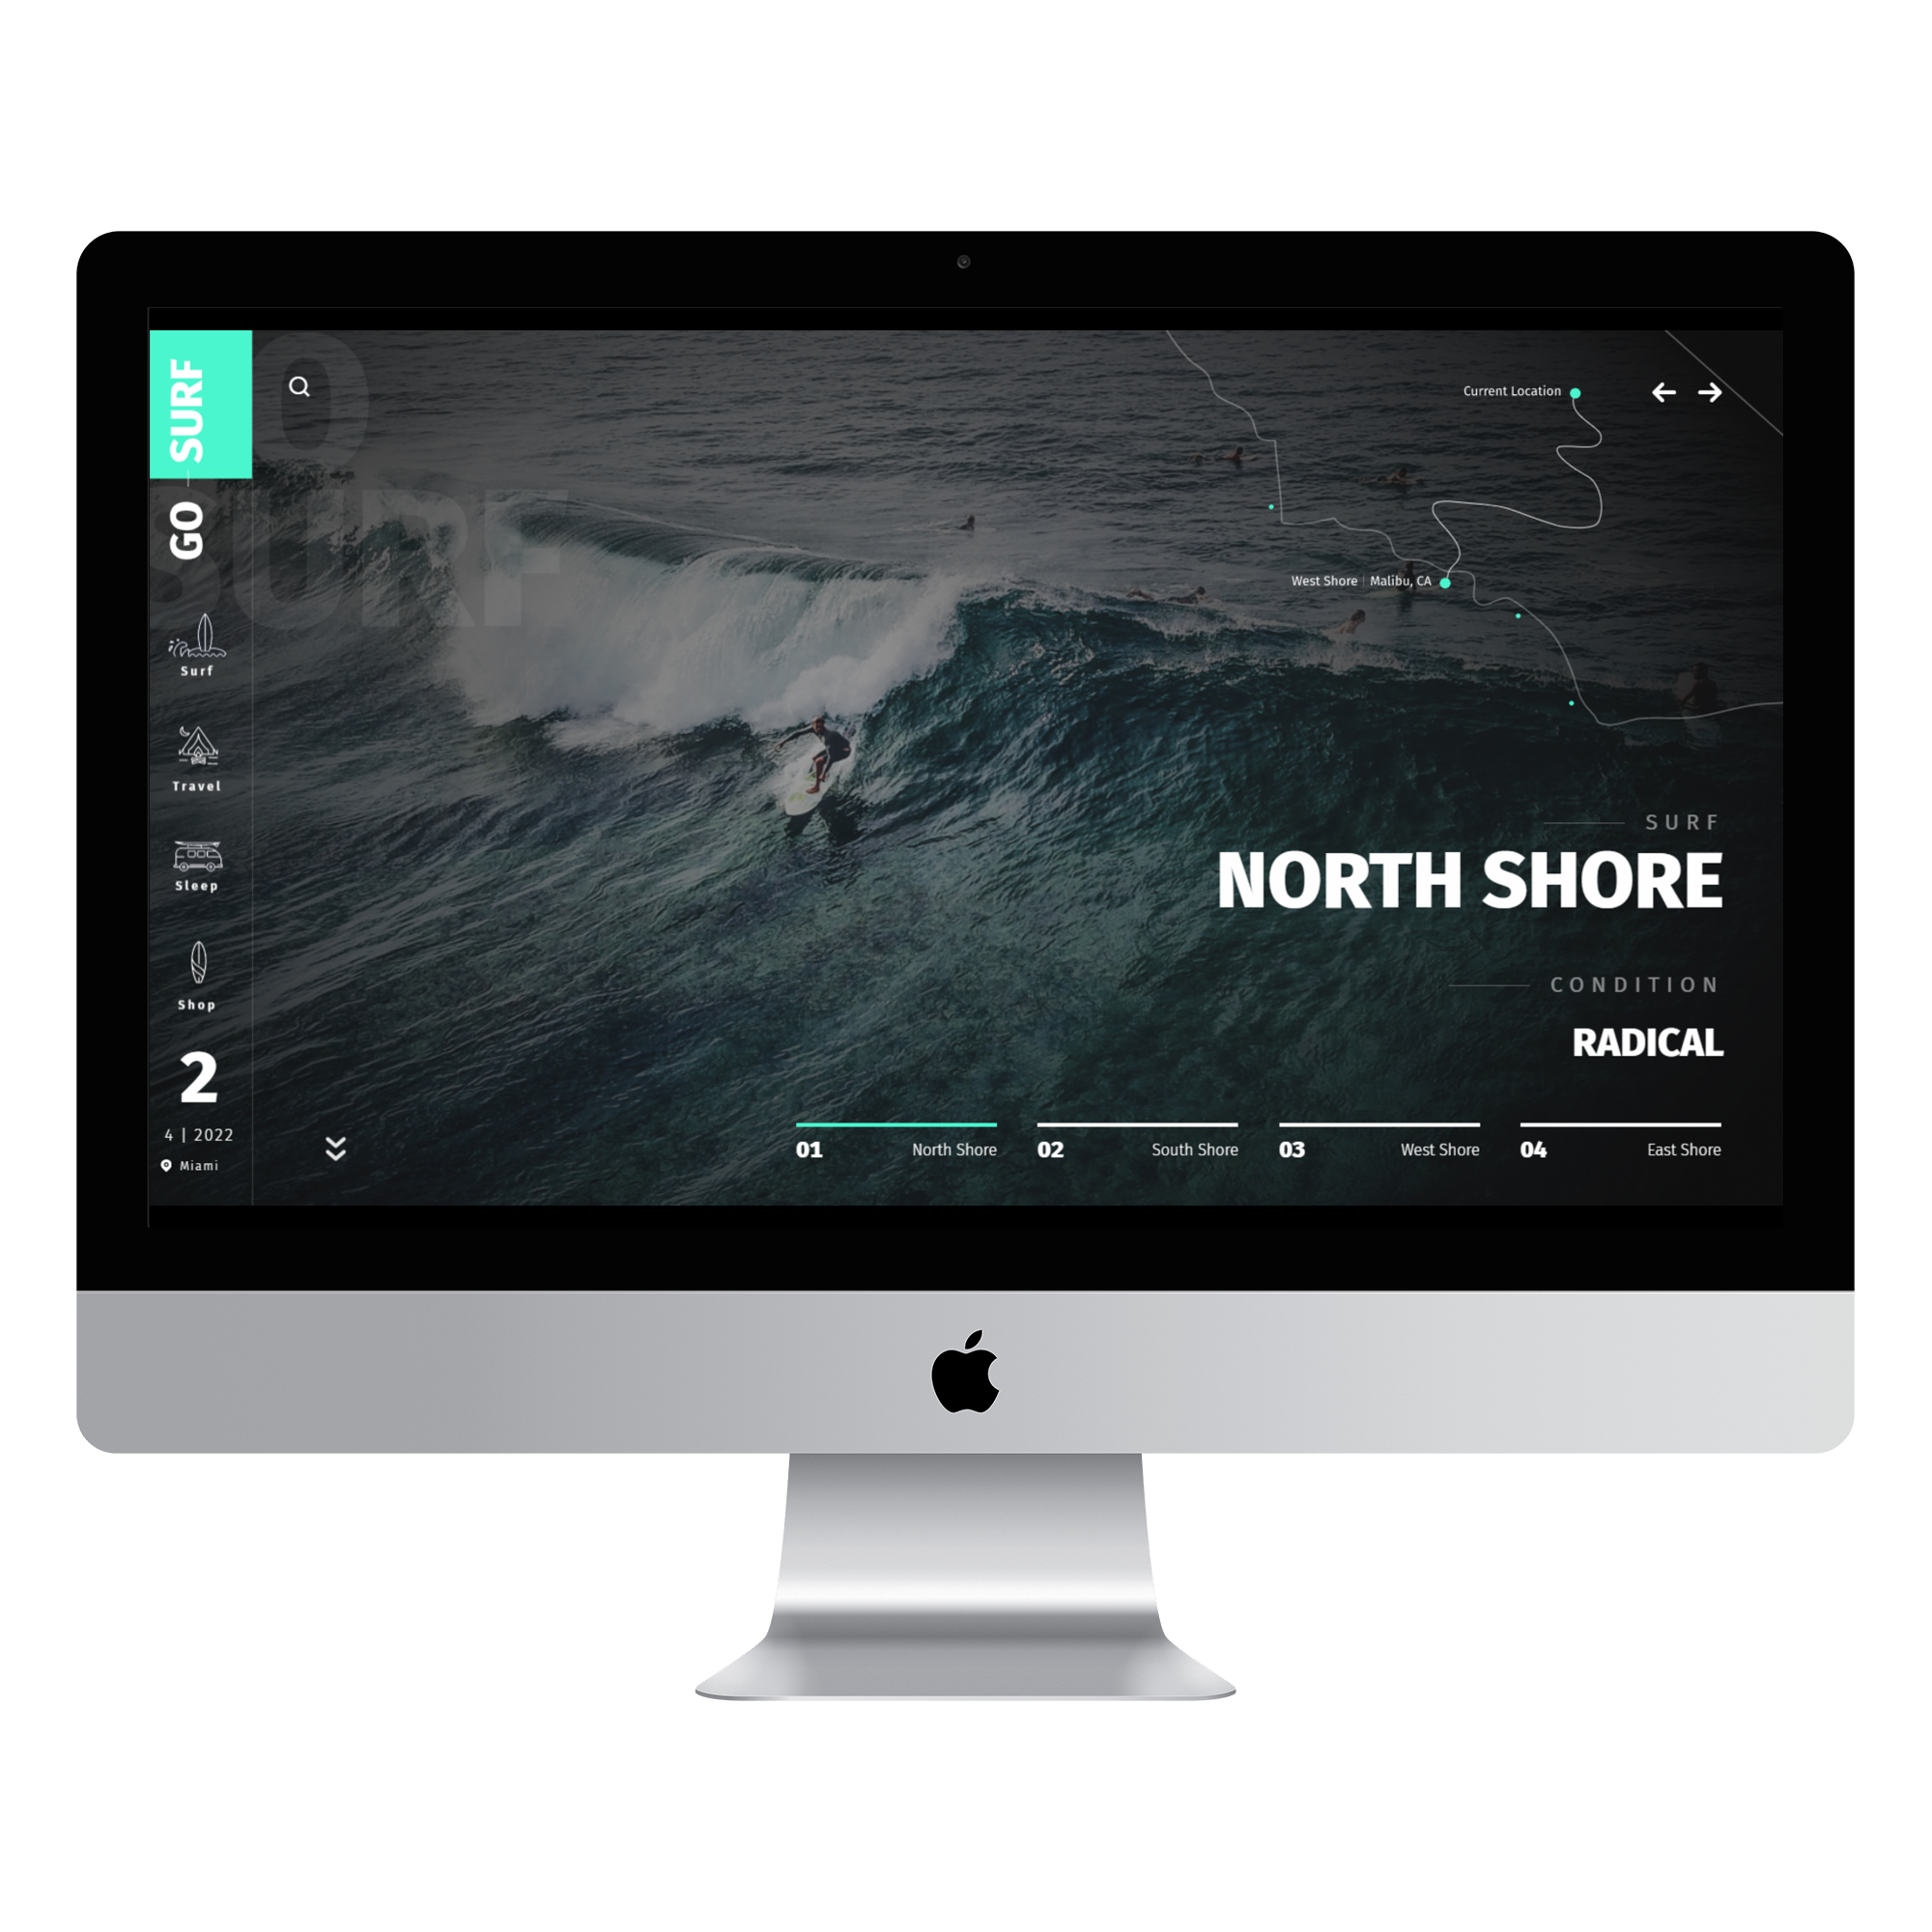 GO SURF
O
SURF
Surf
Travel
Sleep
Shop
2
4 | 2022
Miami
Current Location
West Shore | Malibu, CA
SURF
NORTH SHORE
CONDITION
RADICAL
01 North Shore
02 South Shore
03 West Shore
04 East Shore